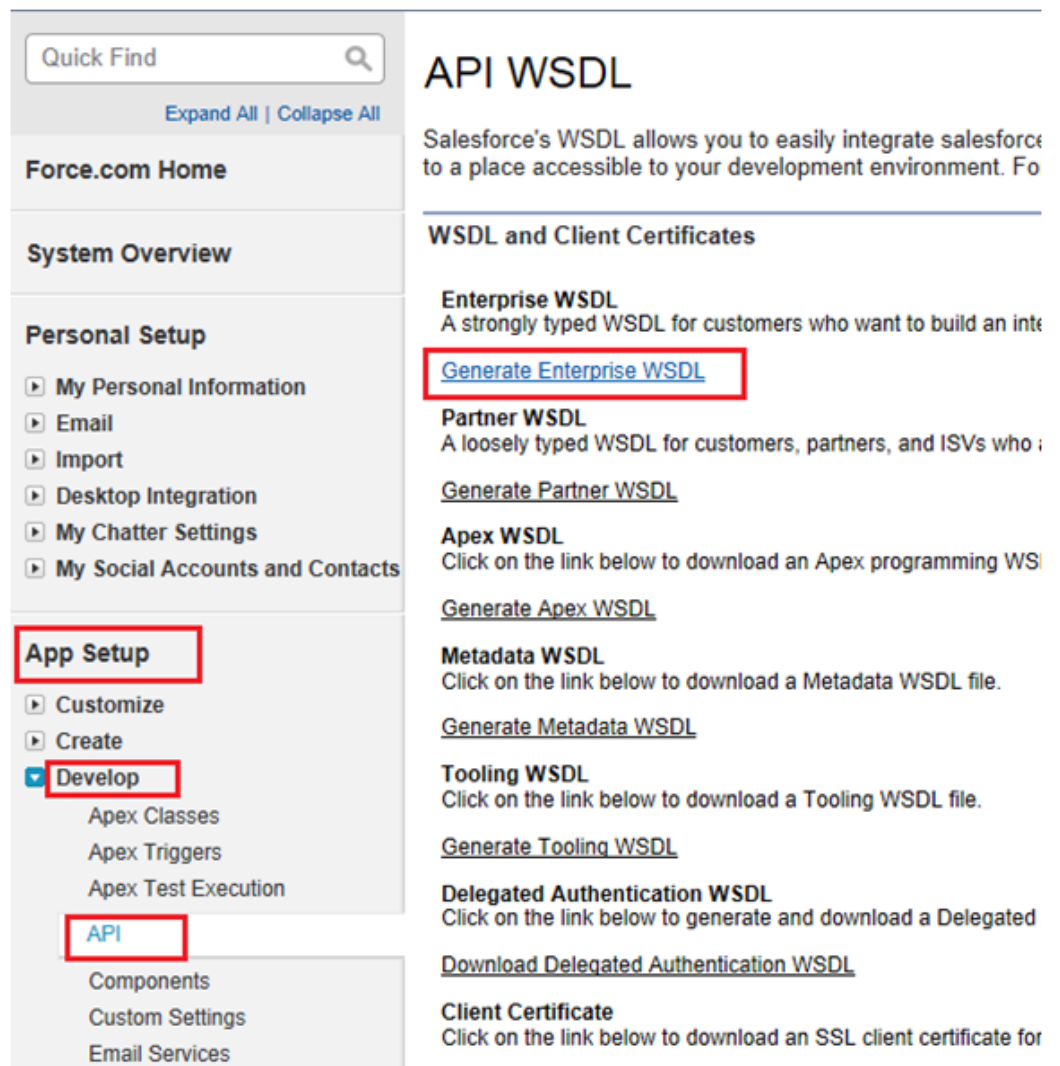 Quick Find
Expand All | Collapse All
Force.com Home
System Overview
Personal Setup
My Personal Information
Email
Import
Desktop Integration
My Chatter Settings
My Social Accounts and Contacts
App Setup
Customize
Create
Develop
Apex Classes
Apex Triggers
Apex Test Execution
API
Components
Custom Settings
Email Services
API WSDL
Salesforce's WSDL allows you to easily integrate salesforce
to a place accessible to your development environment. Fo
WSDL and Client Certificates
Enterprise WSDL
A strongly typed WSDL for customers who want to build an inte
Generate Enterprise WSDL
Partner WSDL
A loosely typed WSDL for customers, partners, and ISVs who
Generate Partner WSDL
Apex WSDL
Click on the link below to download an Apex programming WS
Generate Apex WSDL
Metadata WSDL
Click on the link below to download a Metadata WSDL file.
Generate Metadata WSDL
Tooling WSDL
Click on the link below to download a Tooling WSDL file.
Generate Tooling WSDL
Delegated Authentication WSDL
Click on the link below to generate and download a Delegated
Download Delegated Authentication WSDL
Client Certificate
Click on the link below to download an SSL client certificate for